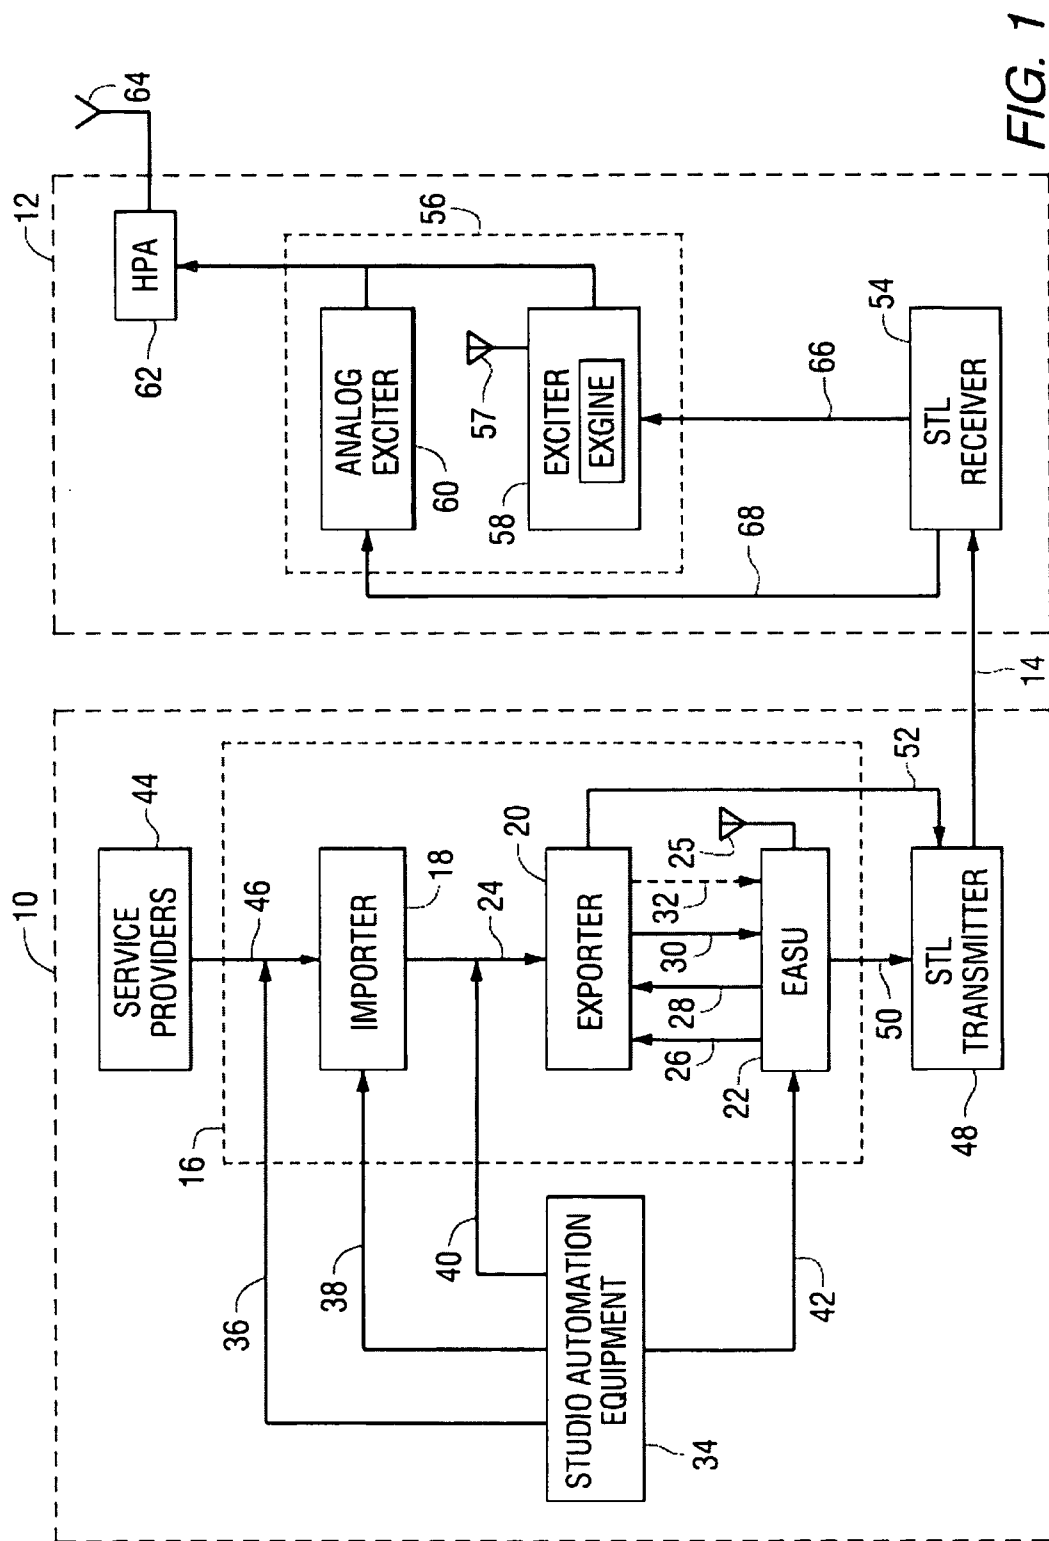 10
12
SERVICE
PROVIDERS
44
46
16
36
IMPORTER
18
38
24
40
EXPORTER
20
26
28
30
32
25
EASU
22
52
STUDIO AUTOMATION
EQUIPMENT
34
42
50
STL
TRANSMITTER
48
14
HPA
62
64
56
ANALOG
EXCITER
60
57
EXCITER
EXGINE
58
66
68
STL
RECEIVER
54
FIG. 1